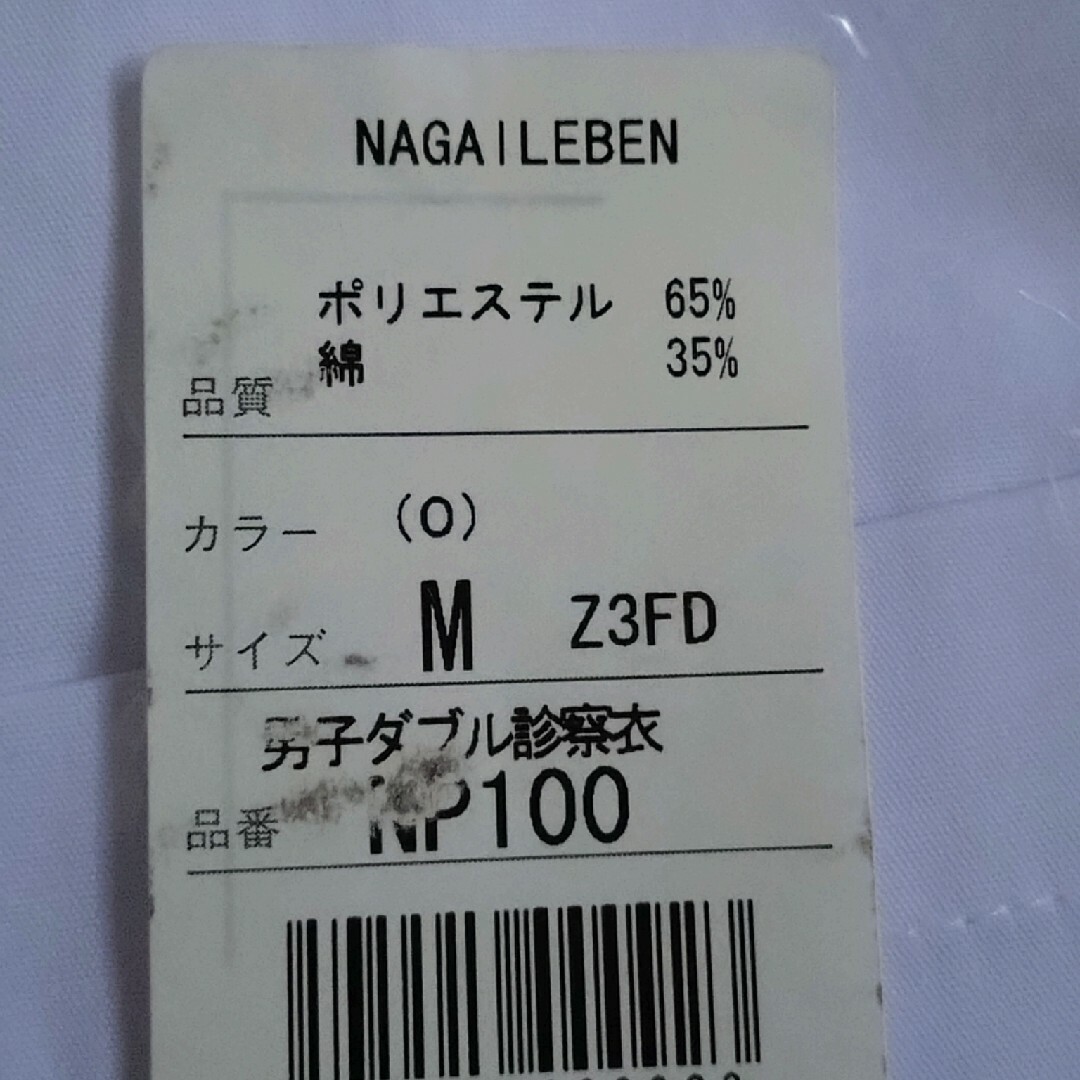 NAGAILEBEN
ポリエステル 65%
綿 35%
品質
カラー (0)
サイズ M Z3FD
男子ダブル診察衣
品番 NP100